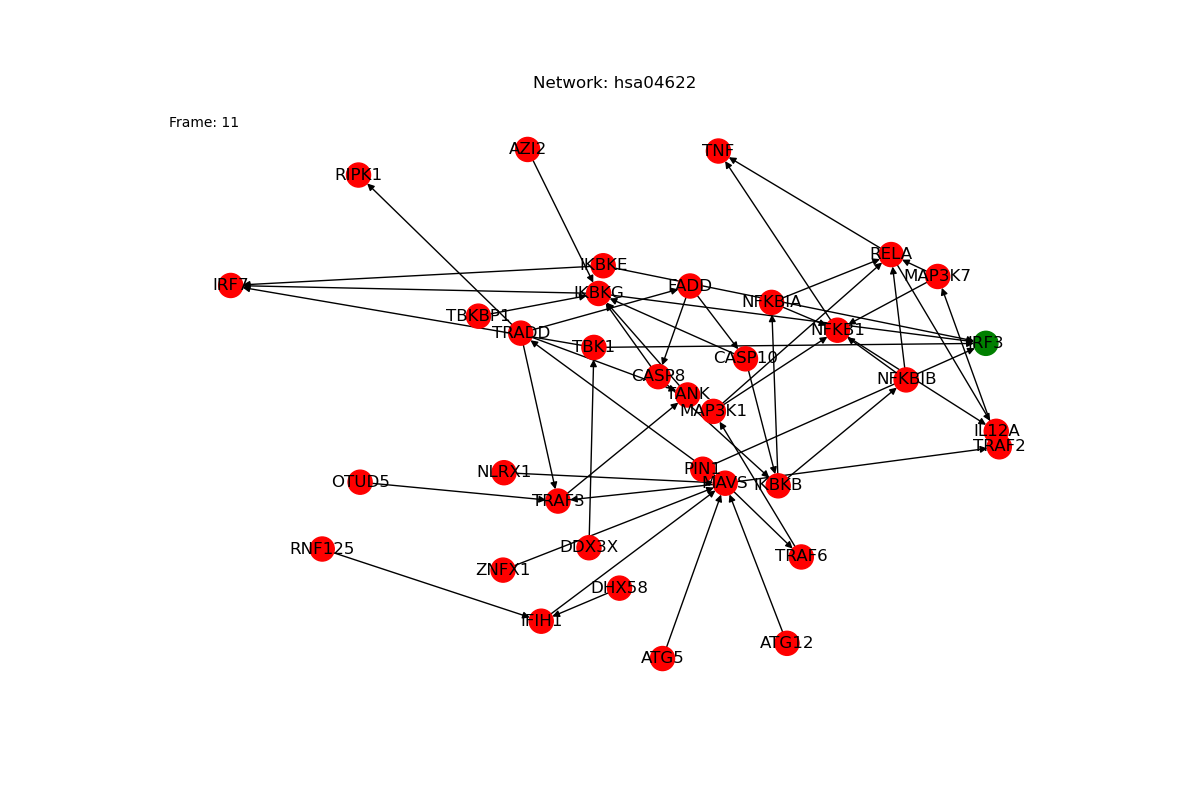 Network: hsa04622
Frame: 11
AZI2
TNF
RIPK1
RELA
IKBKE
MAP3K7
IRF7
FADD
IKBKG
NFKBIA
TBKBP1
NFKB1
TRADD
IRF3
TBK1
CASP10
CASP8
NFKBIB
TANK
MAP3K1
IL12A
TRAF2
PIN1
NLRX1
OTUD5
MAVS
IKBKB
TRAF3
DDX3X
RNF125
TRAF6
ZNFX1
DHX58
IFIH1
ATG12
ATG5